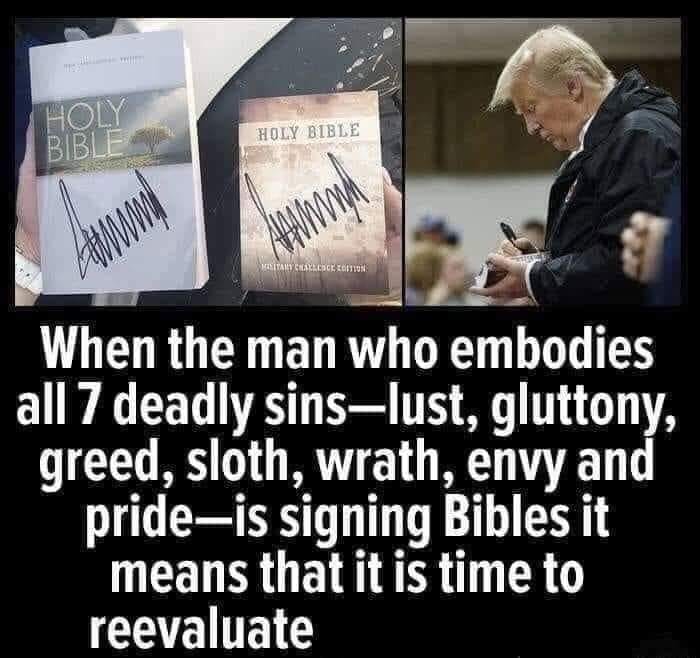 HOLY
BIBLE
HOLY BIBLE
MILITARY CHALLENGE EDITION
When the man who embodies
all 7 deadly sins—lust, gluttony,
greed, sloth, wrath, envy and
pride—is signing Bibles it
means that it is time to
reevaluate